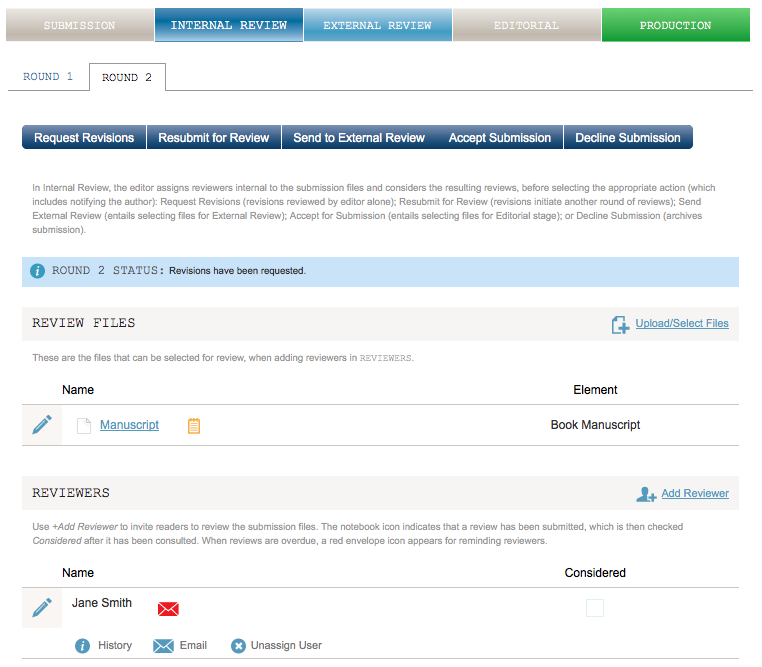 SUBMISSION INTERNAL REVIEW EXTERNAL REVIEW EDITORIAL PRODUCTION
ROUND 1 ROUND 2
Request Revisions Resubmit for Review Send to External Review Accept Submission Decline Submission
In Internal Review, the editor assigns reviewers internal to the submission files and considers the resulting reviews, before selecting the appropriate action (which
includes notifying the author): Request Revisions (revisions reviewed by editor alone); Resubmit for Review (revisions initiate another round of reviews); Send
External Review (entails selecting files for External Review); Accept for Submission (entails selecting files for Editorial stage); or Decline Submission (archives
submission).
ROUND 2 STATUS: Revisions have been requested.
REVIEW FILES Upload/Select Files
These are the files that can be selected for review, when adding reviewers in REVIEWERS.
Name Element
Manuscript Book Manuscript
REVIEWERS Add Reviewer
Use +Add Reviewer to invite readers to review the submission files. The notebook icon indicates that a review has been submitted, which is then checked
Considered after it has been consulted. When reviews are overdue, a red envelope icon appears for reminding reviewers.
Name Considered
Jane Smith
History Email Unassign User